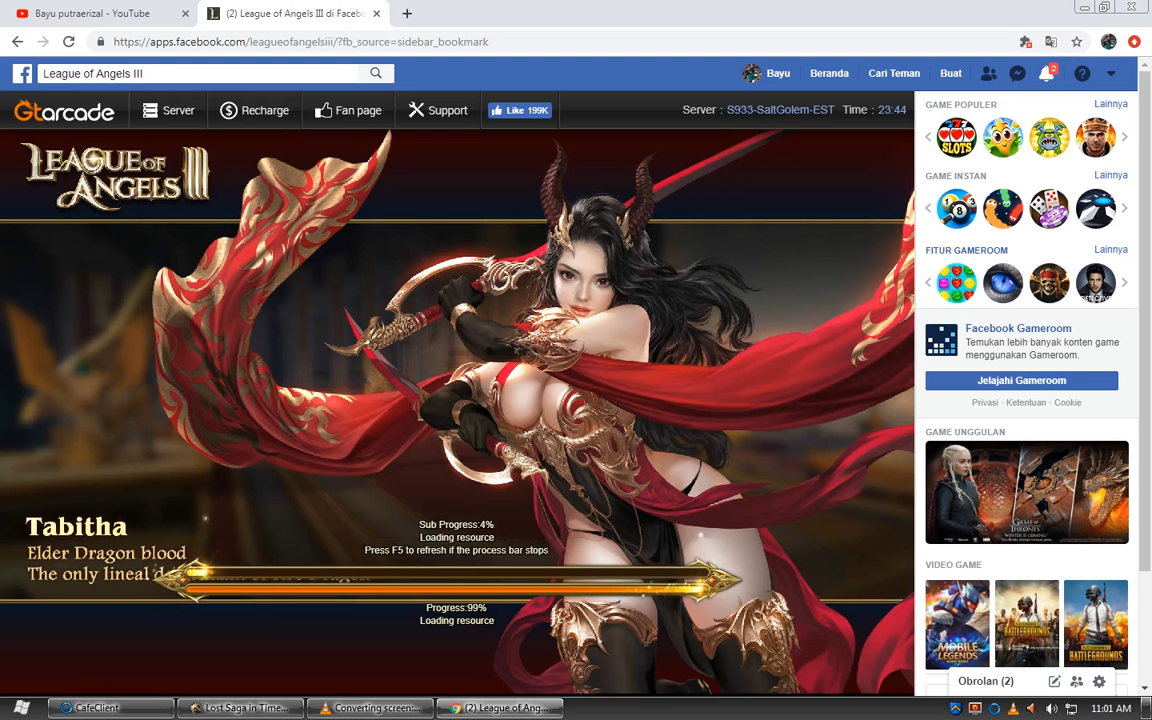 Bayu putraerizal - YouTube
(2) League of Angels III di Faceb
https://apps.facebook.com/leagueofangelsiii/?fb_source=sidebar_bookmark
League of Angels III
Bayu
Beranda
Cari Teman
Buat
2
Gtarcade
Server
Recharge
Fan page
Support
Like 199K
Server : S933-SaltGolem-EST
Time : 23:44
LEAGUE OF ANGELS III
Tabitha
Elder Dragon blood
The only lineal
Sub Progress:4%
Loading resource
Press F5 to refresh if the process bar stops
Progress:99%
Loading resource
GAME POPULER
Lainnya
777
SLOTS
GAME INSTAN
Lainnya
FITUR GAMEROOM
Lainnya
Facebook Gameroom
Temukan lebih banyak konten game
menggunakan Gameroom.
Jelajahi Gameroom
Privasi · Ketentuan · Cookie
GAME UNGGULAN
GAME OF THRONES
WINTER IS COMING
VIDEO GAME
MOBILE LEGENDS
BATTLEGROUNDS
BATTLEGROUNDS
Obrolan (2)
CafeClient
Lost Saga in Time...
Converting screen:...
(2) League of Ang...
11:01 AM